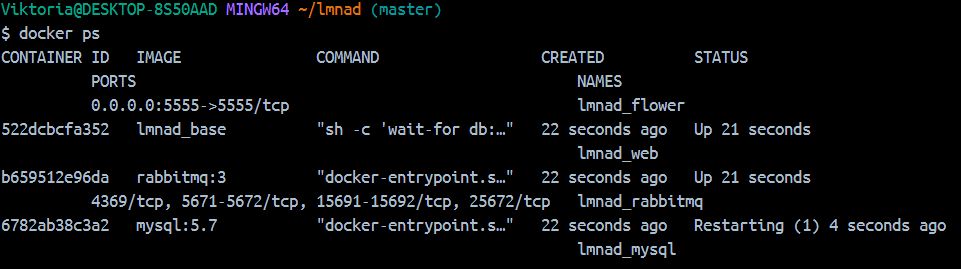 Viktoria@DESKTOP-8S50AAD MINGW64 ~/lmnad (master)
$ docker ps
CONTAINER ID   IMAGE               COMMAND                  CREATED          STATUS
           PORTS                                                       NAMES
           0.0.0.0:5555->5555/tcp                                      lmnad_flower
522dcbcfa352   lmnad_base          "sh -c 'wait-for db:…"   22 seconds ago   Up 21 seconds
                                                                       lmnad_web
b659512e96da   rabbitmq:3          "docker-entrypoint.s…"   22 seconds ago   Up 21 seconds
           4369/tcp, 5671-5672/tcp, 15691-15692/tcp, 25672/tcp   lmnad_rabbitmq
6782ab38c3a2   mysql:5.7           "docker-entrypoint.s…"   22 seconds ago   Restarting (1) 4 seconds ago
                                                                       lmnad_mysql